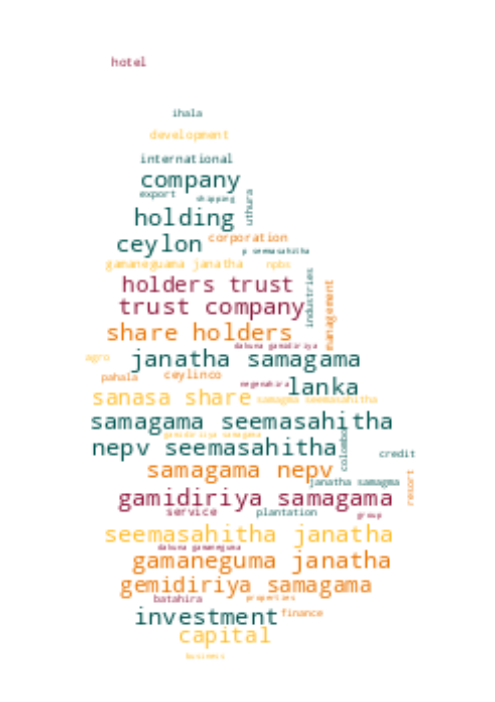 hotel
ihala
development
international
company
export
shipping
uthura
holding
ceylon
corporation
p seemasahitha
gamaneguama janatha
npbs
holders trust
industries
management
trust company
share holders
dakuna gamidiriya
janatha samagama
agro
pahala
ceylinco
negenahira
lanka
sanasa share
samagma seemasahitha
samagama seemasahitha
colombo
nepv seemasahitha
credit
samagama nepv
janatha samagma
resort
gamidiriya samagama
service
plantation
group
seemasahitha janatha
dakuna gamaneguma
gamaneguma janatha
gemidiriya samagama
batahira
properties
investment
finance
capital
business